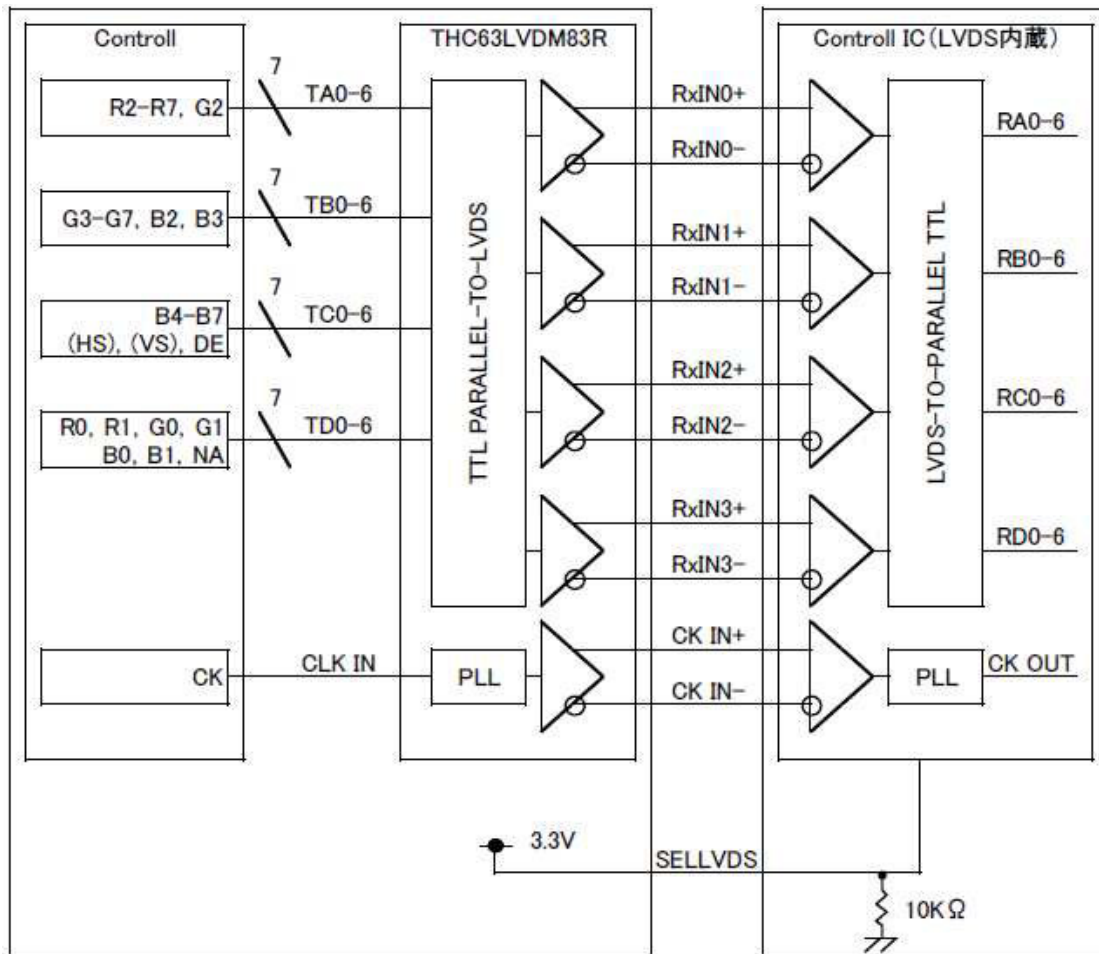 Controll
THC63LVDM83R
Controll IC(LVDS内蔵)
R2-R7, G2
7
TA0-6
G3-G7, B2, B3
7
TB0-6
B4-B7
(HS), (VS), DE
7
TC0-6
R0, R1, G0, G1
B0, B1, NA
7
TD0-6
CK
CLK IN
TTL PARALLEL-TO-LVDS
PLL
RxIN0+
RxIN0-
RxIN1+
RxIN1-
RxIN2+
RxIN2-
RxIN3+
RxIN3-
CK IN+
CK IN-
LVDS-TO-PARALLEL TTL
PLL
RA0-6
RB0-6
RC0-6
RD0-6
CK OUT
3.3V
SELLVDS
10KΩ